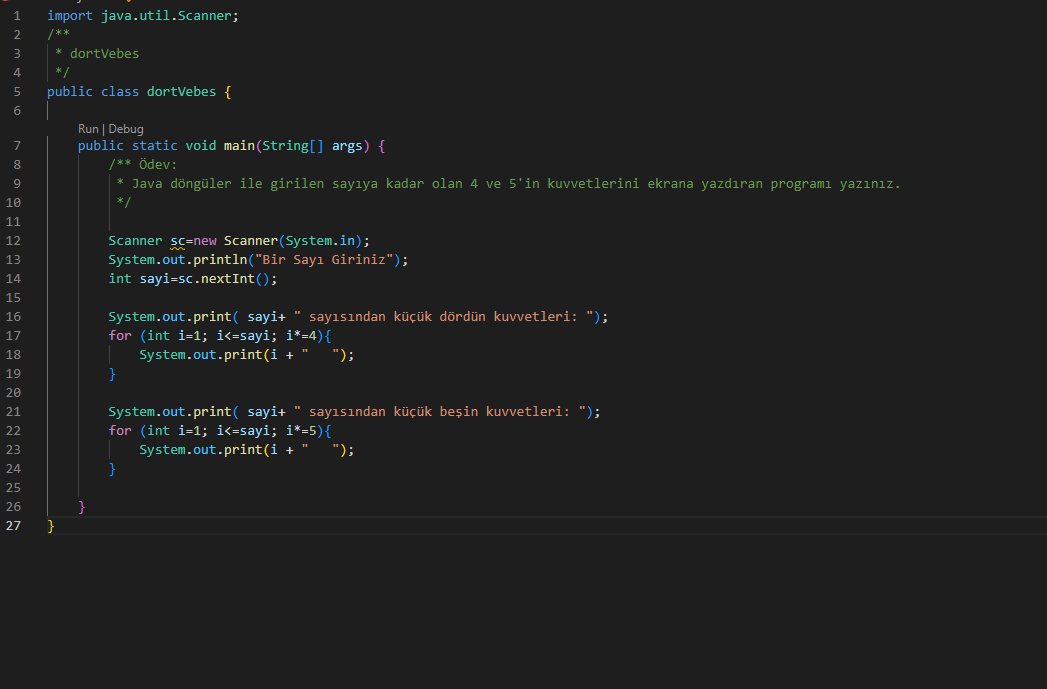 1 import java.util.Scanner;
2 /**
3  * dortVebes
4  */
5 public class dortVebes {
6
Run | Debug
7     public static void main(String[] args) {
8         /** Ödev:
9          * Java döngüler ile girilen sayıya kadar olan 4 ve 5'in kuvvetlerini ekrana yazdıran programı yazınız.
10          */
11
12         Scanner sc=new Scanner(System.in);
13         System.out.println("Bir Sayı Giriniz");
14         int sayi=sc.nextInt();
15
16         System.out.print( sayi+ " sayısından küçük dördün kuvvetleri: ");
17         for (int i=1; i<=sayi; i*=4){
18             System.out.print(i + "   ");
19         }
20
21         System.out.print( sayi+ " sayısından küçük beşin kuvvetleri: ");
22         for (int i=1; i<=sayi; i*=5){
23             System.out.print(i + "   ");
24         }
25
26     }
27 }